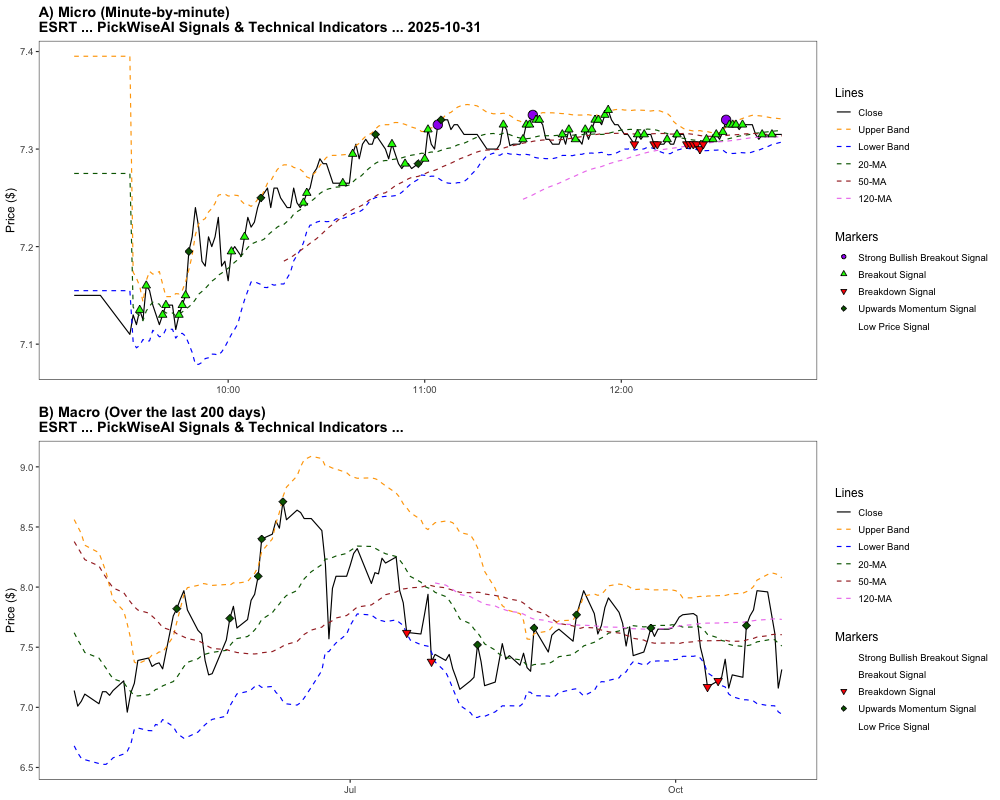 A) Micro (Minute-by-minute)
ESRT ... PickWiseAI Signals & Technical Indicators ... 2025-10-31
7.4
7.3
7.2
7.1
Price ($)
10:00
11:00
12:00
Lines
Close
Upper Band
Lower Band
20-MA
50-MA
120-MA
Markers
Strong Bullish Breakout Signal
Breakout Signal
Breakdown Signal
Upwards Momentum Signal
Low Price Signal
B) Macro (Over the last 200 days)
ESRT ... PickWiseAI Signals & Technical Indicators ...
9.0
8.5
8.0
7.5
7.0
6.5
Price ($)
Jul
Oct
Lines
Close
Upper Band
Lower Band
20-MA
50-MA
120-MA
Markers
Strong Bullish Breakout Signal
Breakout Signal
Breakdown Signal
Upwards Momentum Signal
Low Price Signal